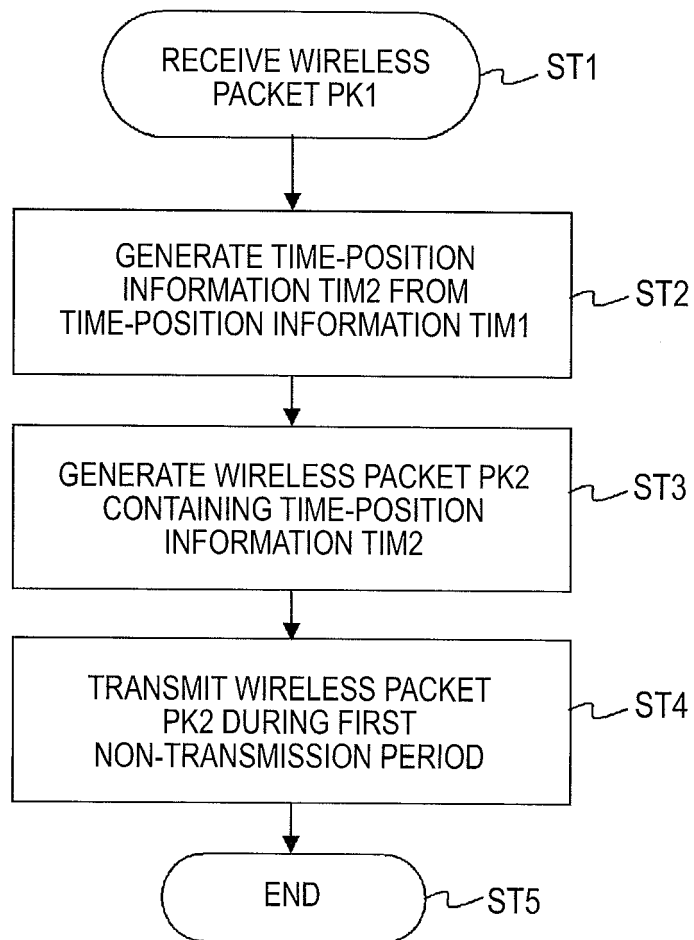 RECEIVE WIRELESS
PACKET PK1
ST1
GENERATE TIME-POSITION
INFORMATION TIM2 FROM
TIME-POSITION INFORMATION TIM1
ST2
GENERATE WIRELESS PACKET PK2
CONTAINING TIME-POSITION
INFORMATION TIM2
ST3
TRANSMIT WIRELESS PACKET
PK2 DURING FIRST
NON-TRANSMISSION PERIOD
ST4
END
ST5